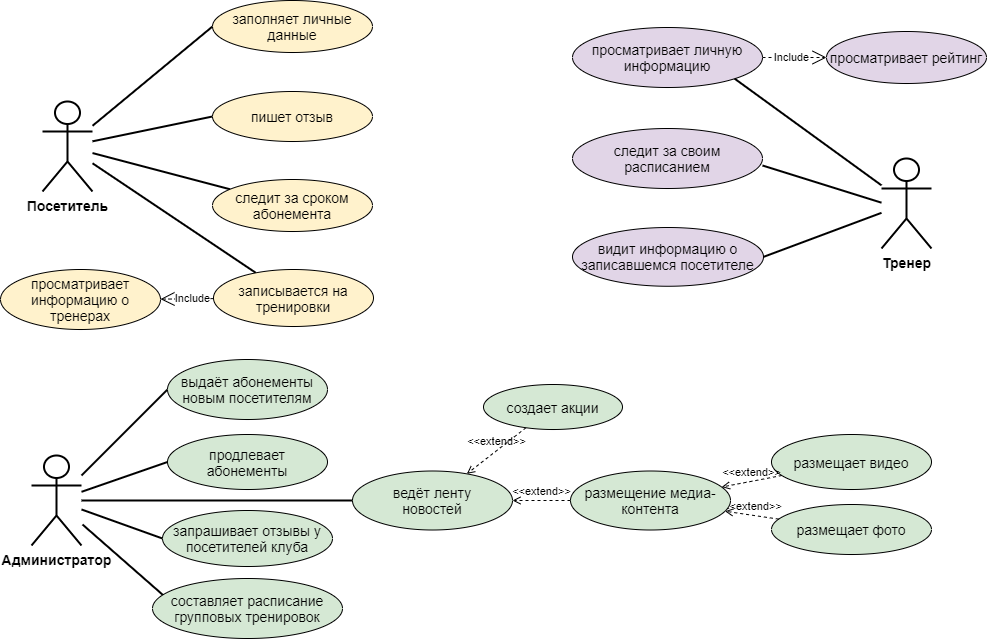 заполняет личные
данные
пишет отзыв
следит за сроком
абонемента
Посетитель
записывается на
тренировки
Include
просматривает
информацию о
тренерах
просматривает личную
информацию
Include
просматривает рейтинг
следит за своим
расписанием
видит информацию о
записавшемся посетителе
Тренер
выдаёт абонементы
новым посетителям
продлевает
абонементы
запрашивает отзывы у
посетителей клуба
составляет расписание
групповых тренировок
Администратор
ведёт ленту
новостей
создает акции
<<extend>>
<<extend>>
размещение медиа-
контента
<<extend>>
размещает видео
<<extend>>
размещает фото